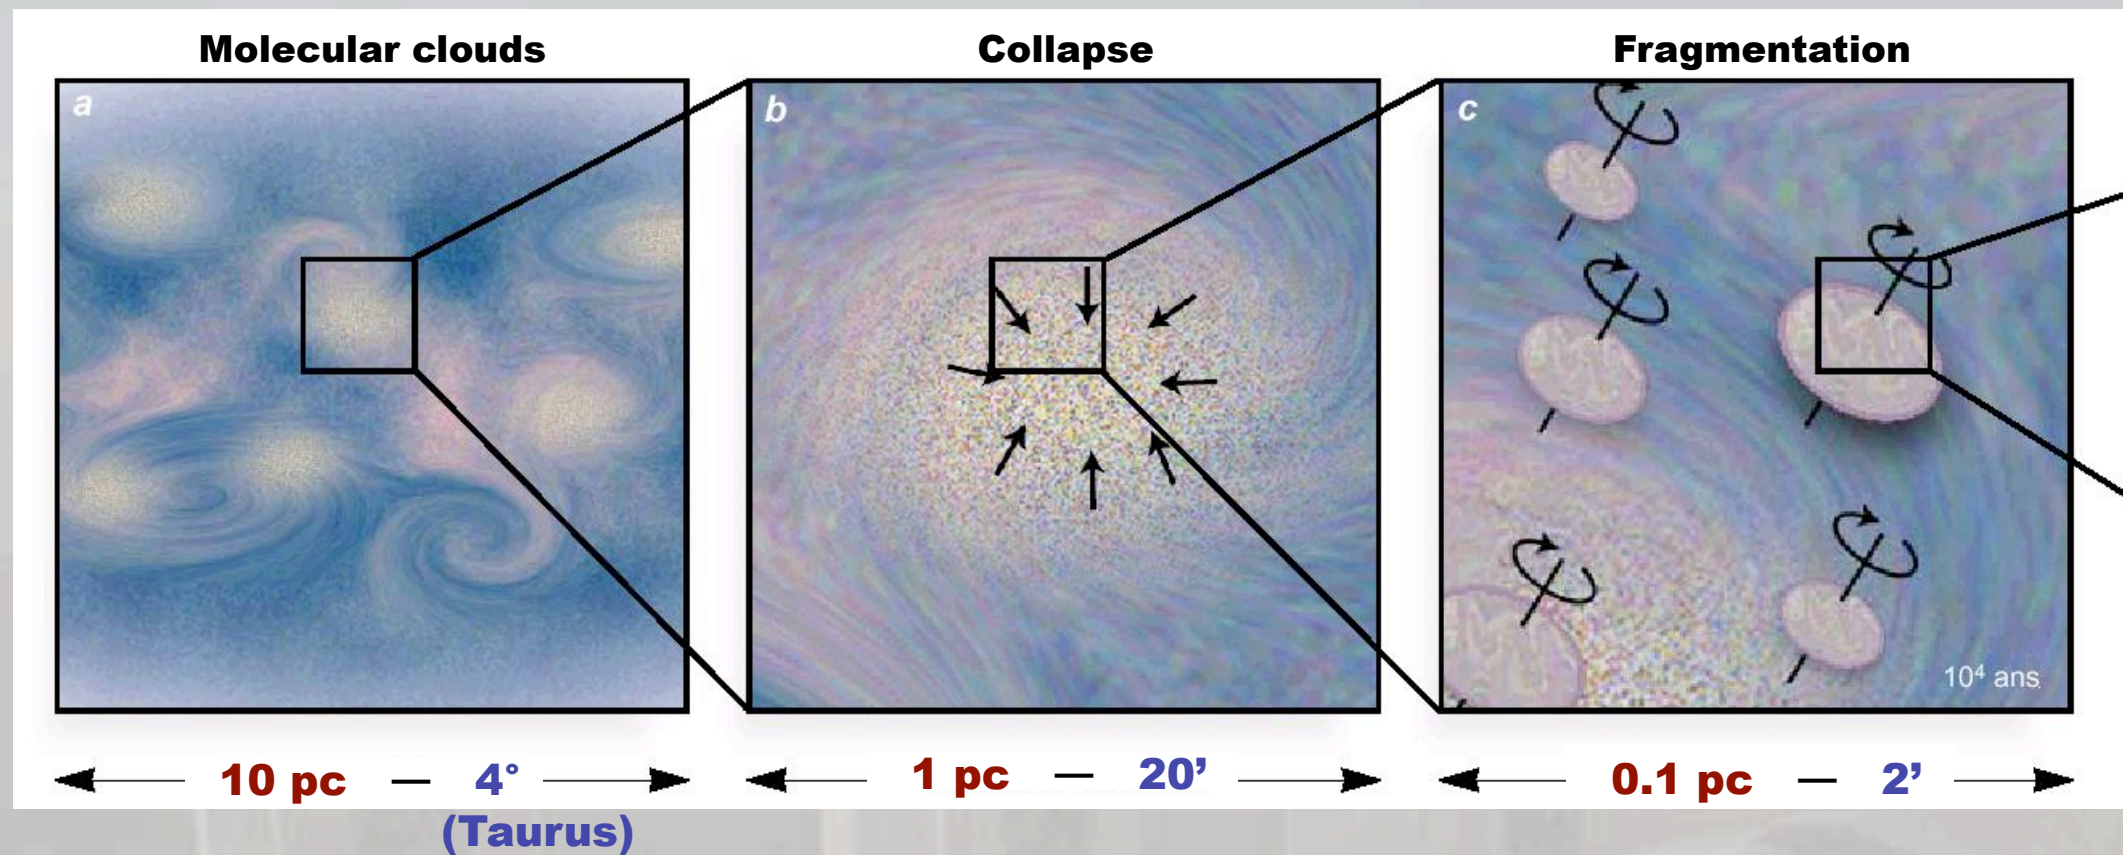 Molecular clouds
Collapse
Fragmentation
a
b
c
10⁴ ans
10 pc — 4°
1 pc — 20’
0.1 pc — 2’
(Taurus)